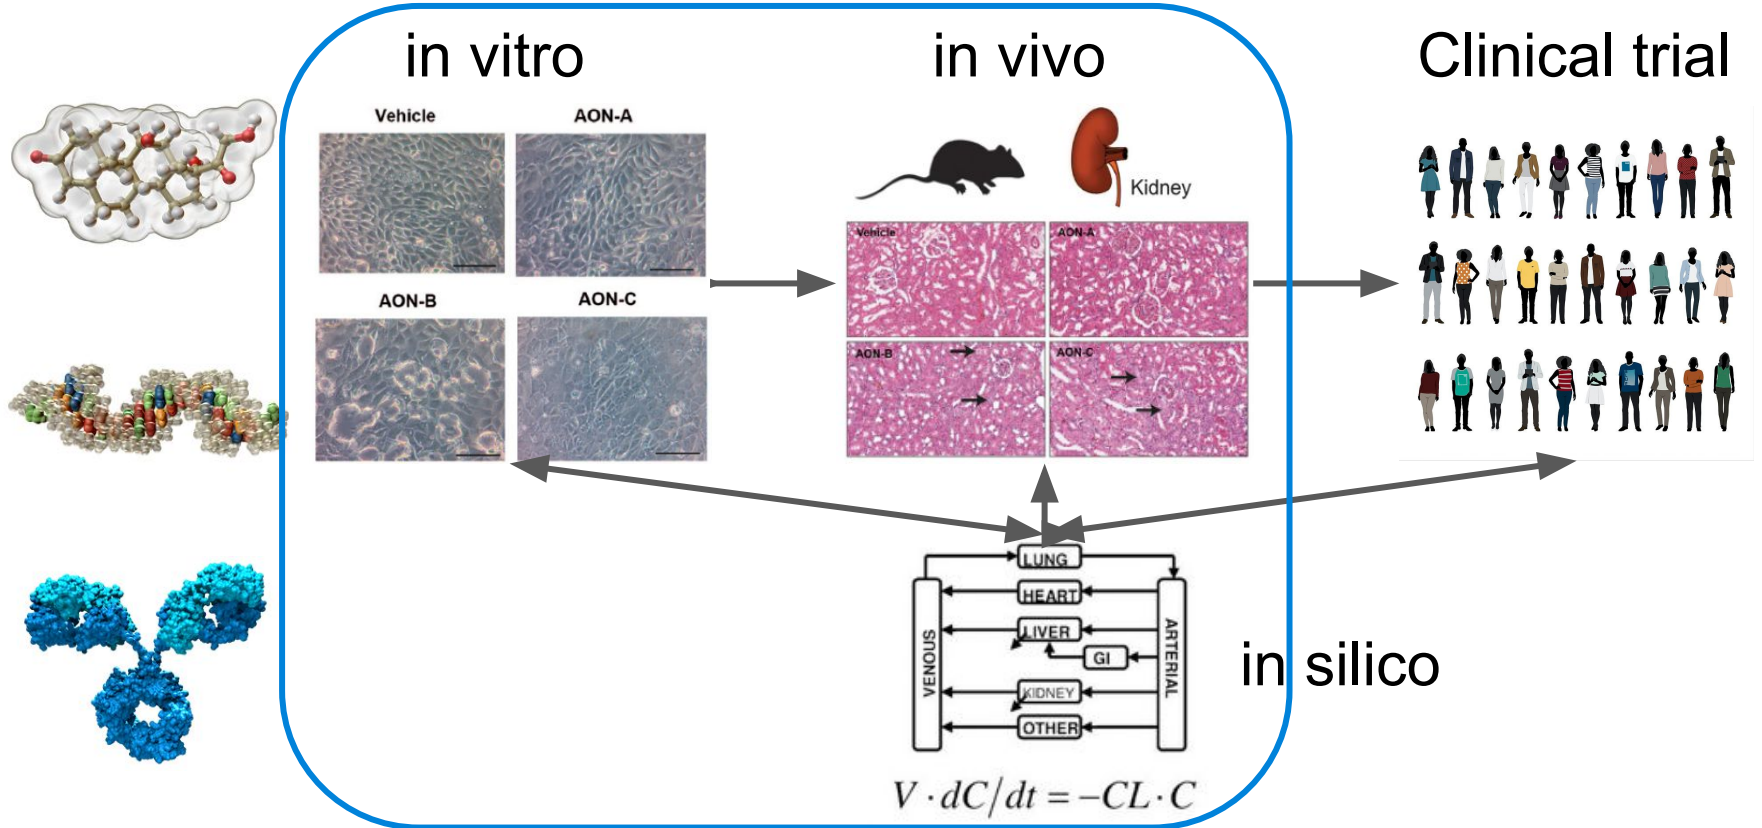 in vitro
in vivo
Clinical trial
Vehicle
AON-A
AON-B
AON-C
Kidney
Vehicle
AON-A
AON-B
AON-C
LUNG
HEART
LIVER
GI
KIDNEY
OTHER
VENOUS
ARTERIAL
in silico
V · dC/dt = −CL · C